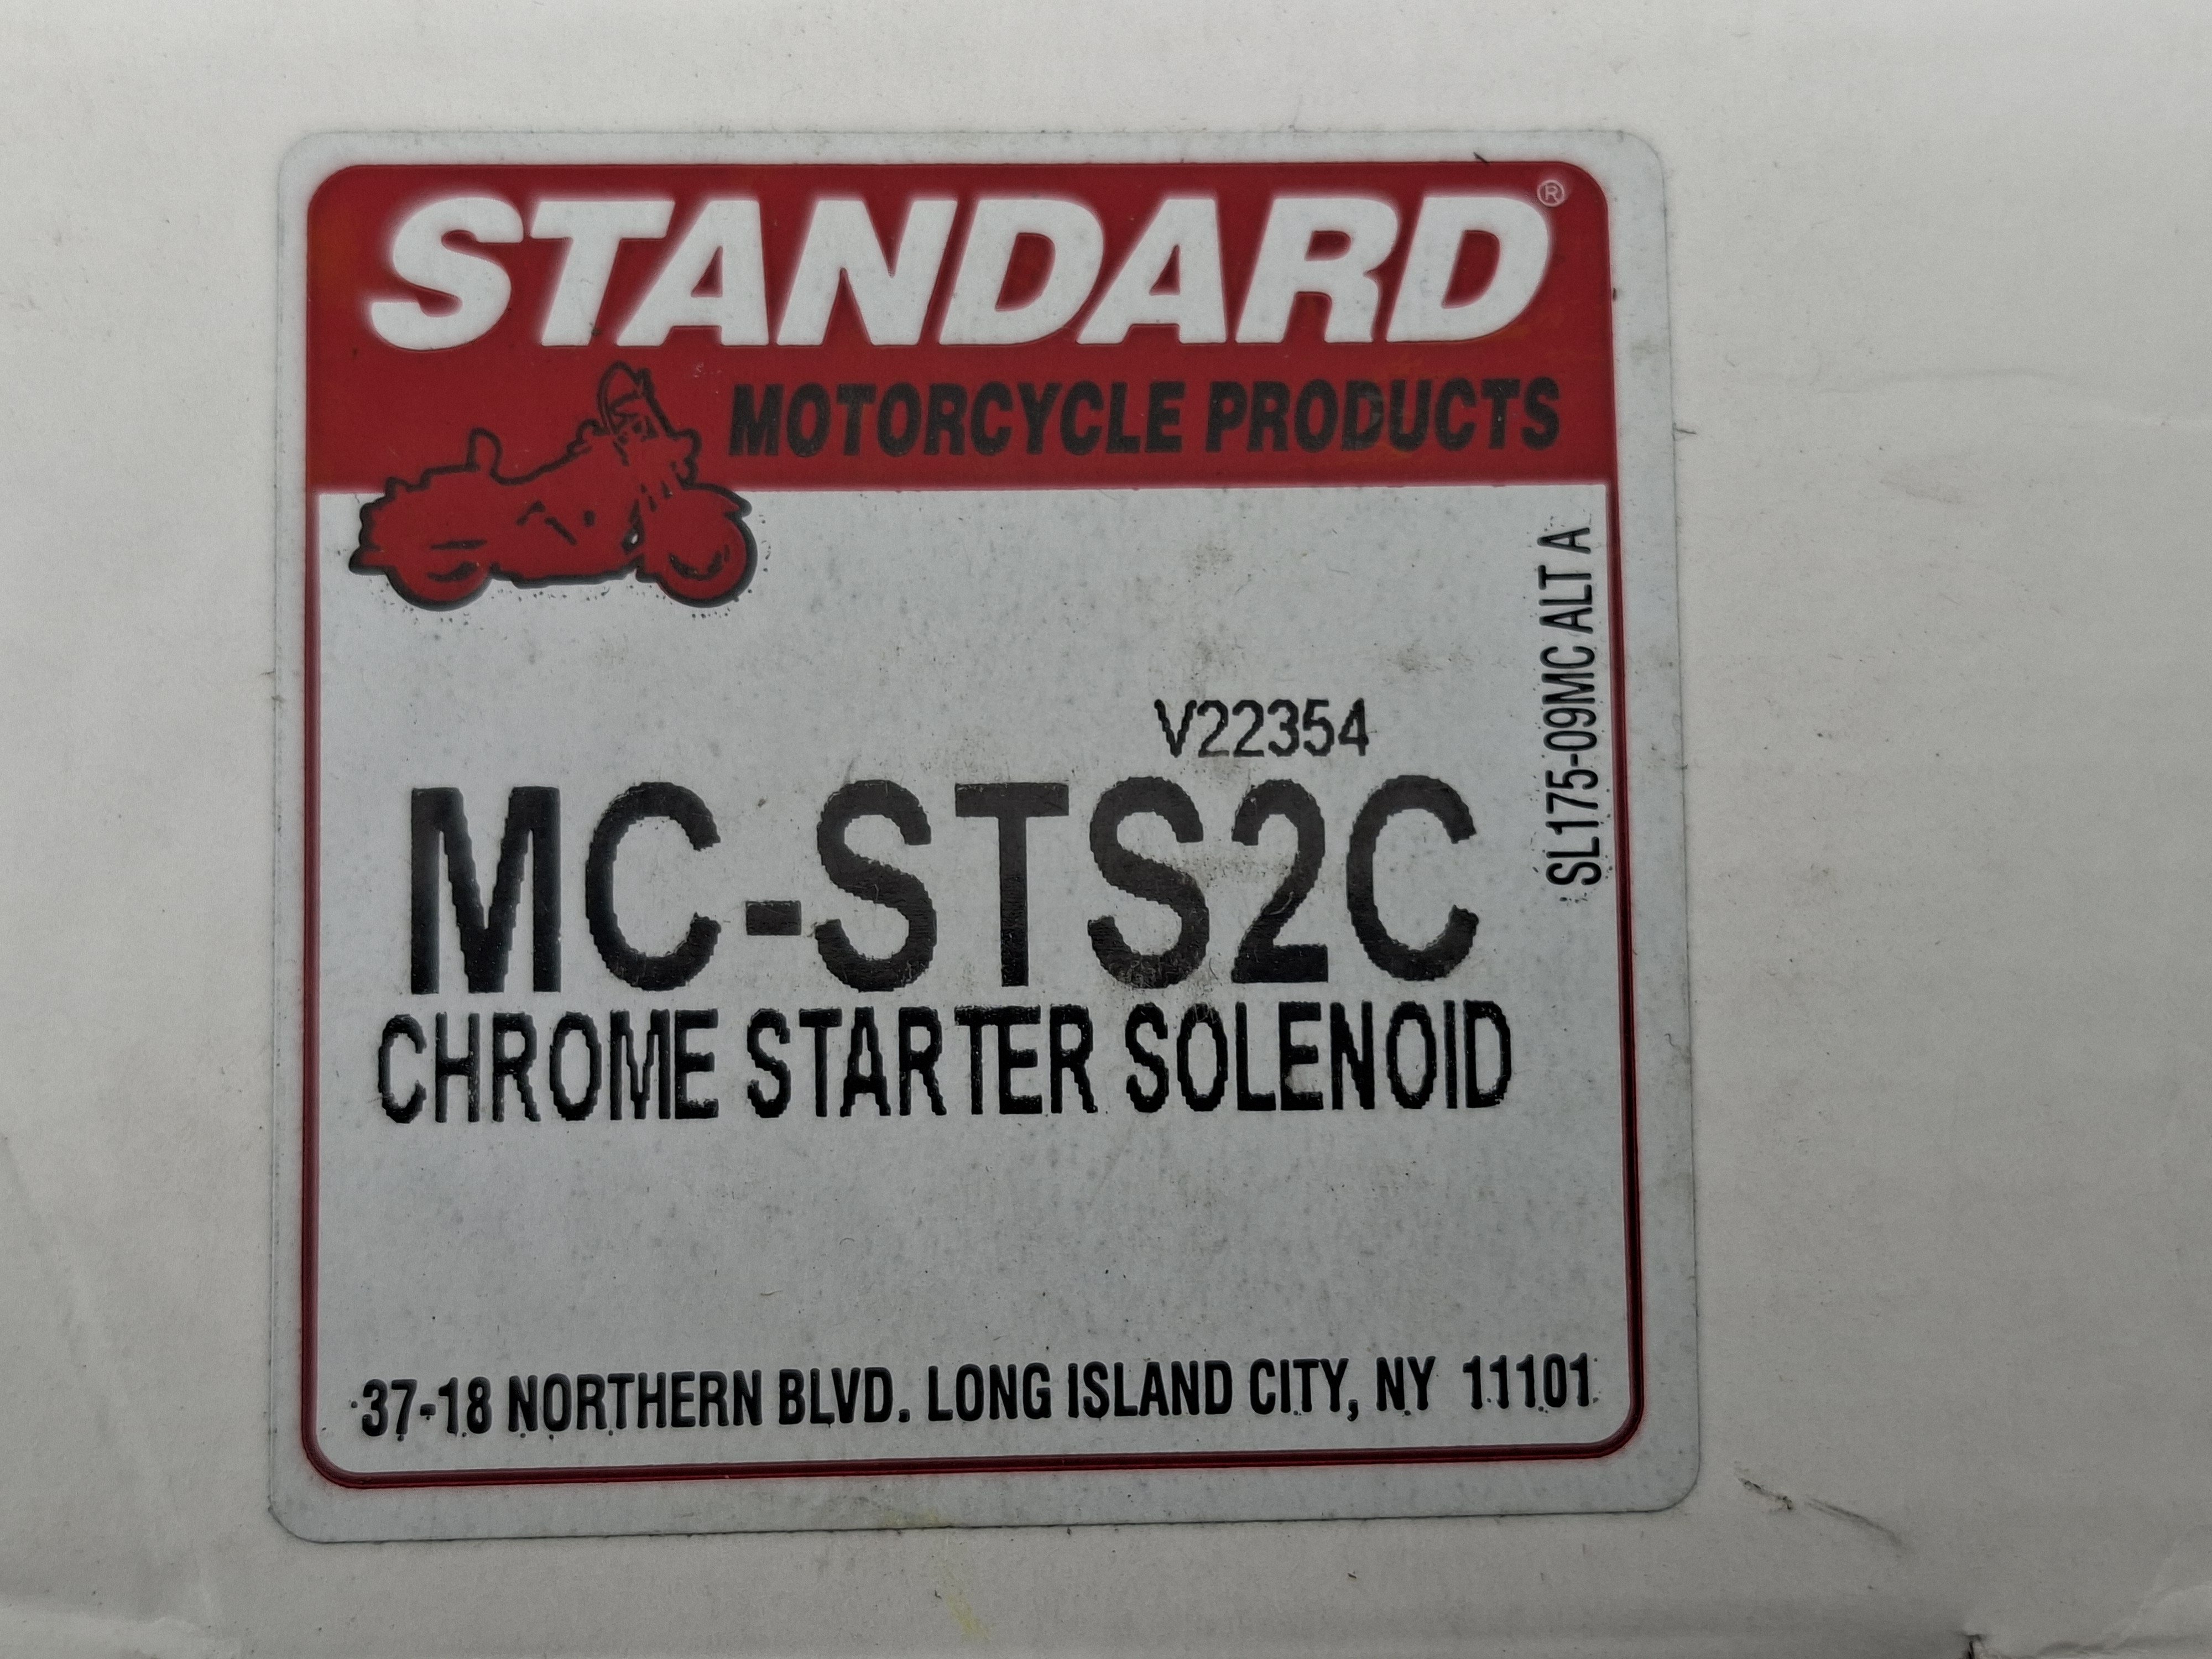 STANDARD®
MOTORCYCLE PRODUCTS
SL175-09MC ALT A
V22354
MC-STS2C
CHROME STARTER SOLENOID
37-18 NORTHERN BLVD. LONG ISLAND CITY, NY 11101